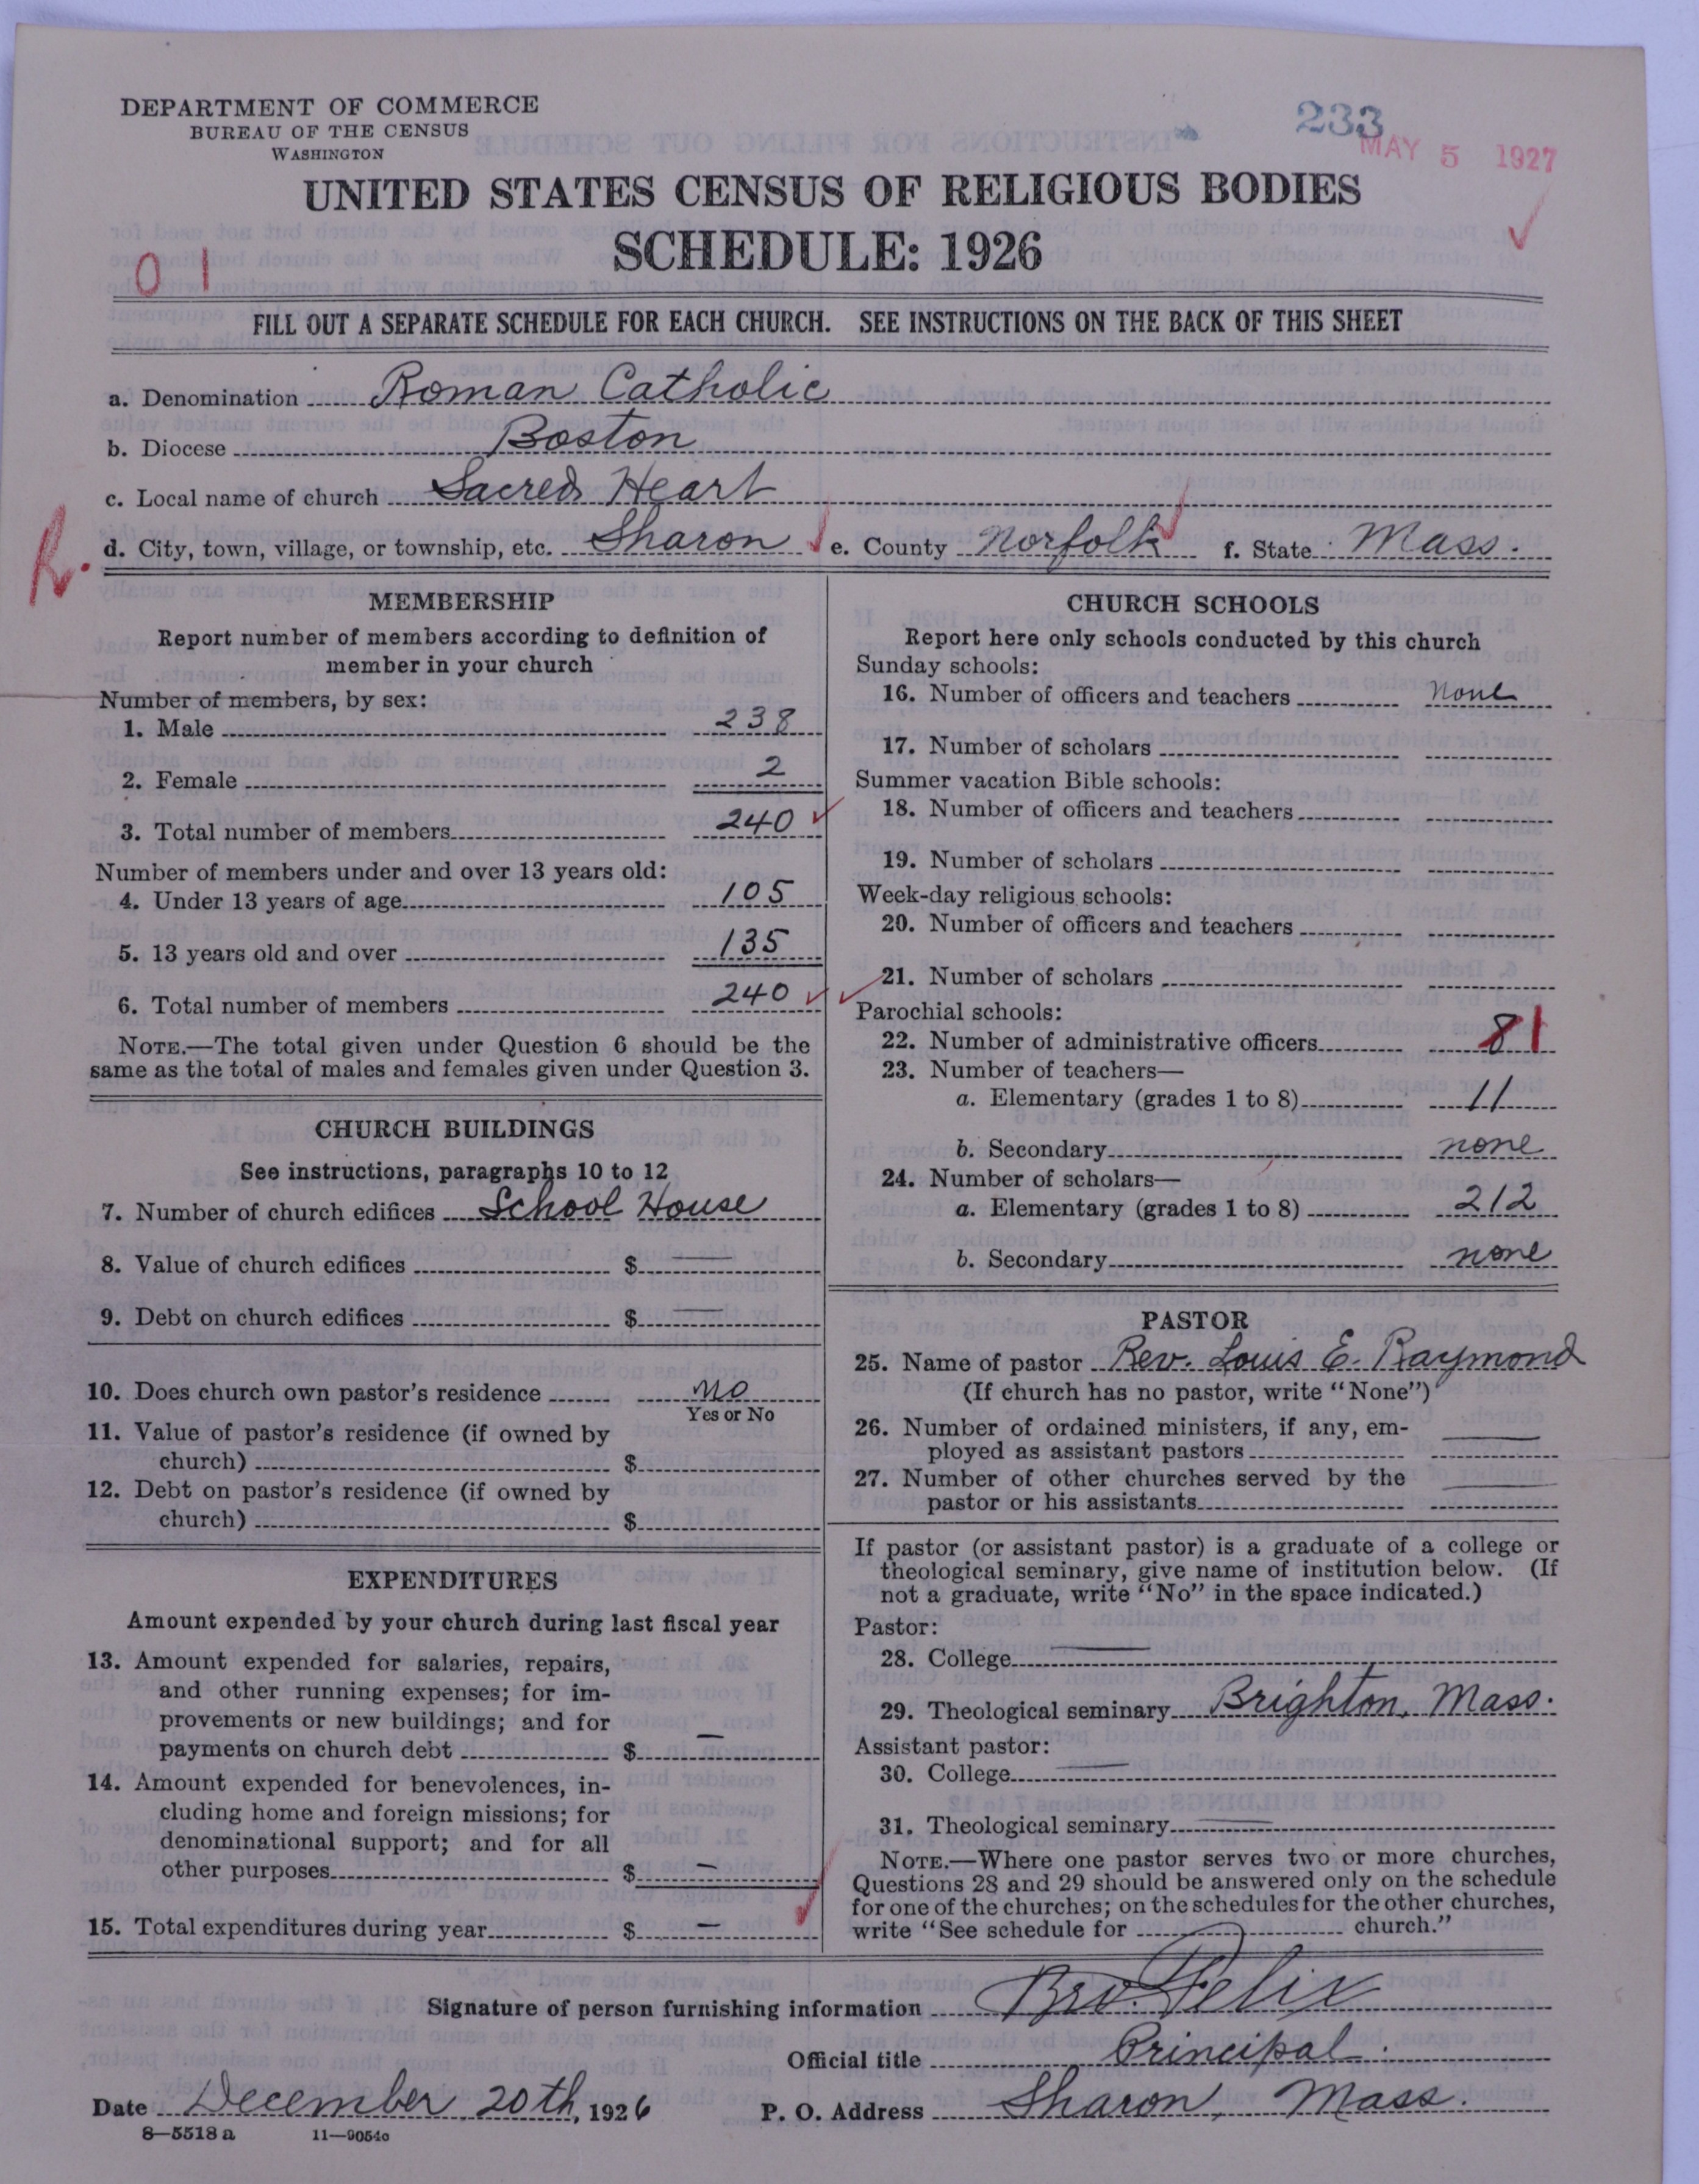 DEPARTMENT OF COMMERCE
BUREAU OF THE CENSUS
WASHINGTON
233
MAY 5 1927
UNITED STATES CENSUS OF RELIGIOUS BODIES
SCHEDULE: 1926
01
FILL OUT A SEPARATE SCHEDULE FOR EACH CHURCH. SEE INSTRUCTIONS ON THE BACK OF THIS SHEET
a. Denomination Roman Catholic
b. Diocese Boston
c. Local name of church Sacred Heart
d. City, town, village, or township, etc. Sharon e. County Norfolk f. State Mass.
MEMBERSHIP
Report number of members according to definition of
member in your church
Number of members, by sex:
1. Male 238
2. Female 2
3. Total number of members 240
Number of members under and over 13 years old:
4. Under 13 years of age 105
5. 13 years old and over 135
6. Total number of members 240
NOTE.—The total given under Question 6 should be the
same as the total of males and females given under Question 3.
CHURCH BUILDINGS
See instructions, paragraphs 10 to 12
7. Number of church edifices School House
8. Value of church edifices $ —
9. Debt on church edifices $ —
10. Does church own pastor's residence No
Yes or No
11. Value of pastor's residence (if owned by
church) $
12. Debt on pastor's residence (if owned by
church) $
EXPENDITURES
Amount expended by your church during last fiscal year
13. Amount expended for salaries, repairs,
and other running expenses; for im-
provements or new buildings; and for
payments on church debt $ —
14. Amount expended for benevolences, in-
cluding home and foreign missions; for
denominational support; and for all
other purposes $ —
15. Total expenditures during year $ —
CHURCH SCHOOLS
Report here only schools conducted by this church
Sunday schools:
16. Number of officers and teachers none
17. Number of scholars
Summer vacation Bible schools:
18. Number of officers and teachers
19. Number of scholars
Week-day religious schools:
20. Number of officers and teachers
21. Number of scholars
Parochial schools:
22. Number of administrative officers 8 1
23. Number of teachers—
a. Elementary (grades 1 to 8) 11
b. Secondary none
24. Number of scholars—
a. Elementary (grades 1 to 8) 212
b. Secondary none
PASTOR
25. Name of pastor Rev. Louis E. Raymond
(If church has no pastor, write "None")
26. Number of ordained ministers, if any, em-
ployed as assistant pastors —
27. Number of other churches served by the
pastor or his assistants —
If pastor (or assistant pastor) is a graduate of a college or
theological seminary, give name of institution below. (If
not a graduate, write "No" in the space indicated.)
Pastor:
28. College —
29. Theological seminary Brighton, Mass.
Assistant pastor:
30. College —
31. Theological seminary —
NOTE.—Where one pastor serves two or more churches,
Questions 28 and 29 should be answered only on the schedule
for one of the churches; on the schedules for the other churches,
write "See schedule for church."
Signature of person furnishing information Bro. Felix
Official title Principal
Date December 20th, 1926 P. O. Address Sharon, Mass.
8—5518 a 11—9054c